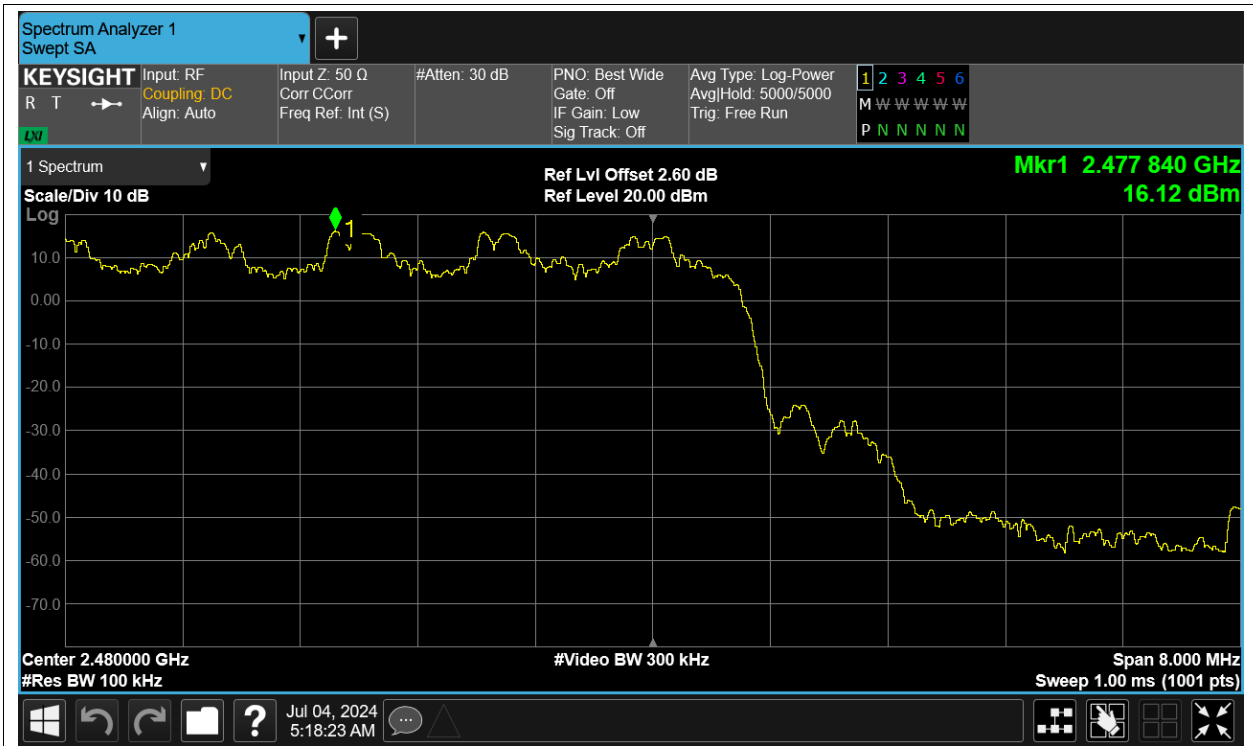 Spectrum Analyzer 1
Swept SA
KEYSIGHT
R T
LXI
Input: RF
Coupling: DC
Align: Auto
Input Z: 50 Ω
Corr CCorr
Freq Ref: Int (S)
#Atten: 30 dB
PNO: Best Wide
Gate: Off
IF Gain: Low
Sig Track: Off
Avg Type: Log-Power
Avg|Hold: 5000/5000
Trig: Free Run
1 2 3 4 5 6
M W W W W W
P N N N N N
1 Spectrum
Scale/Div 10 dB
Log
Ref Lvl Offset 2.60 dB
Ref Level 20.00 dBm
Mkr1 2.477 840 GHz
16.12 dBm
1
10.0
0.00
-10.0
-20.0
-30.0
-40.0
-50.0
-60.0
-70.0
Center 2.480000 GHz
#Res BW 100 kHz
#Video BW 300 kHz
Span 8.000 MHz
Sweep 1.00 ms (1001 pts)
?
Jul 04, 2024
5:18:23 AM